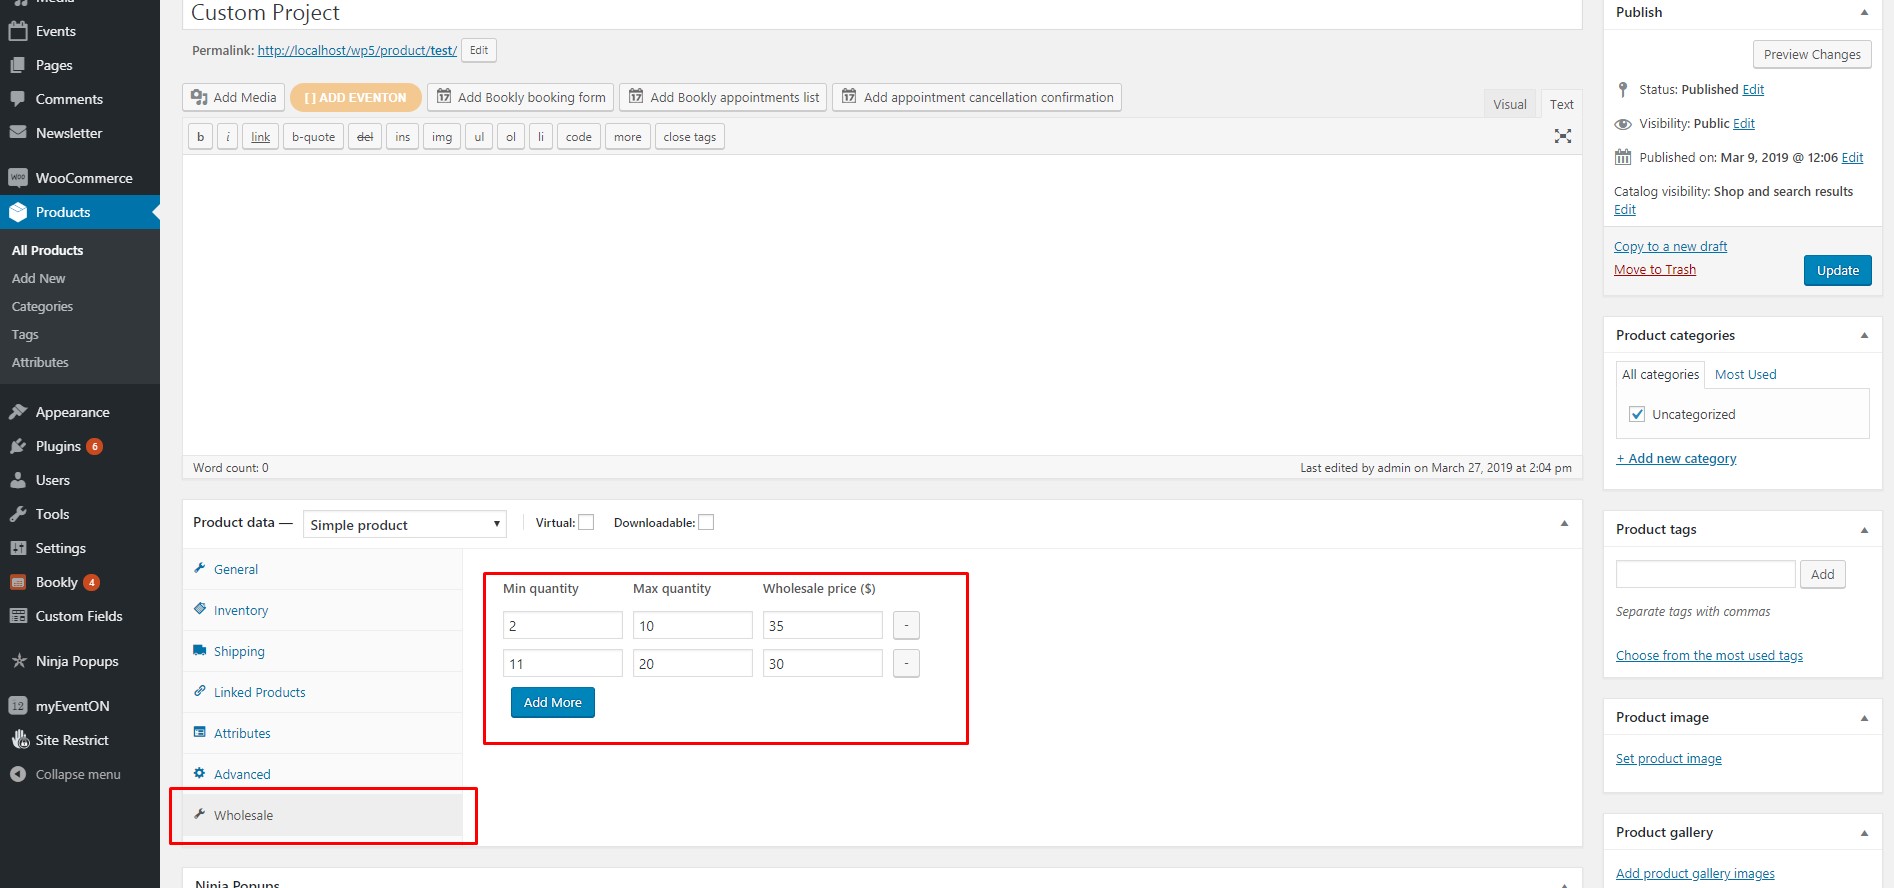 Media
Events
Pages
Comments
Newsletter
WooCommerce
Products
All Products
Add New
Categories
Tags
Attributes
Appearance
Plugins 6
Users
Tools
Settings
Bookly 4
Custom Fields
Ninja Popups
12 myEventON
Site Restrict
Collapse menu
Custom Project
Permalink: http://localhost/wp5/product/test/ Edit
Add Media [ ] ADD EVENTON 17 Add Bookly booking form 17 Add Bookly appointments list 17 Add appointment cancellation confirmation
Visual Text
b i link b-quote del ins img ul ol li code more close tags
Word count: 0 Last edited by admin on March 27, 2019 at 2:04 pm
Product data — Simple product Virtual: Downloadable:
General
Inventory
Shipping
Linked Products
Attributes
Advanced
Wholesale
Min quantity Max quantity Wholesale price ($)
2 10 35 -
11 20 30 -
Add More
Ninja Popups
Publish
Preview Changes
Status: Published Edit
Visibility: Public Edit
Published on: Mar 9, 2019 @ 12:06 Edit
Catalog visibility: Shop and search results
Edit
Copy to a new draft
Move to Trash Update
Product categories
All categories Most Used
Uncategorized
+ Add new category
Product tags
Add
Separate tags with commas
Choose from the most used tags
Product image
Set product image
Product gallery
Add product gallery images